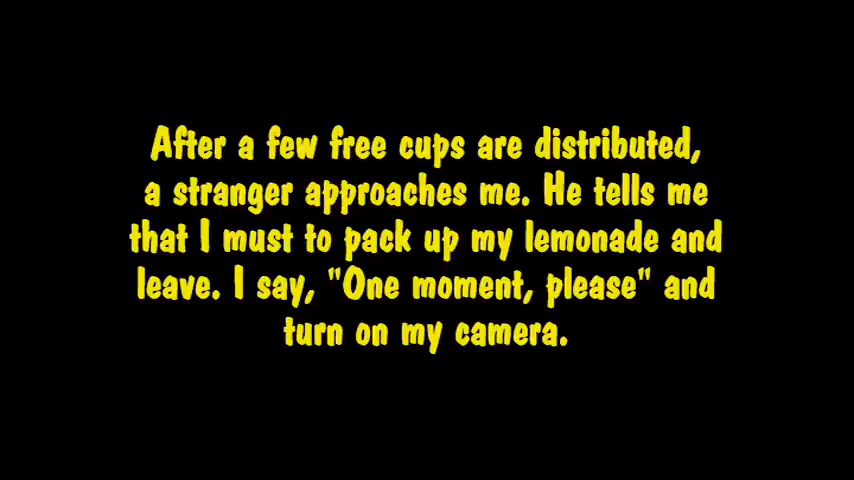 After a few free cups are distributed,
a stranger approaches me. He tells me
that I must to pack up my lemonade and
leave. I say, "One moment, please" and
turn on my camera.